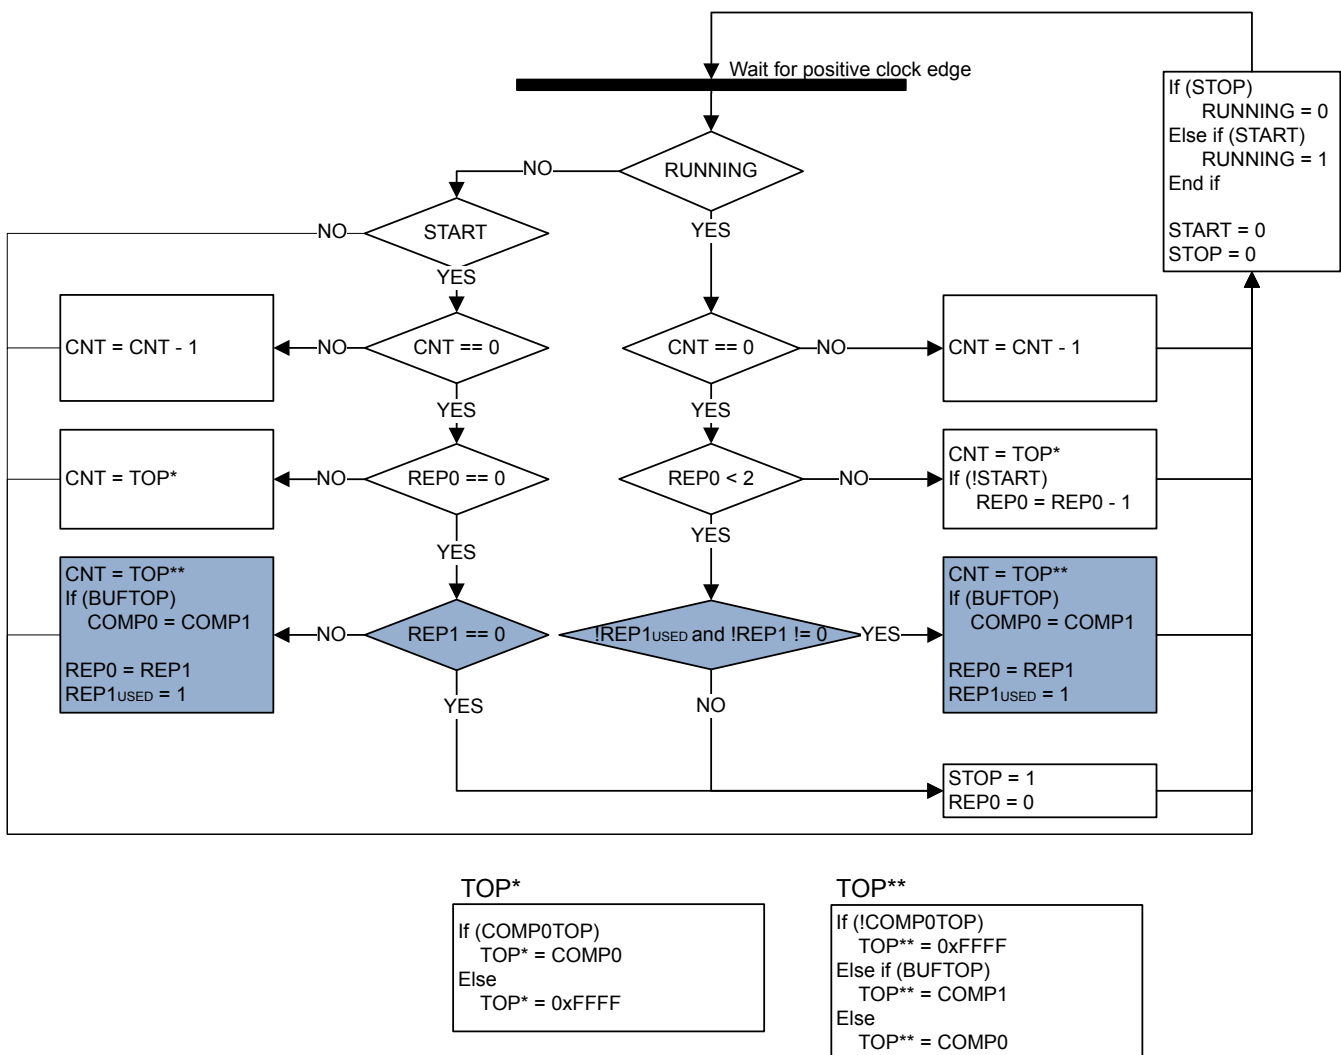 Wait for positive clock edge
If (STOP)
RUNNING = 0
Else if (START)
RUNNING = 1
End if
START = 0
STOP = 0
RUNNING
NO
YES
START
NO
YES
CNT = CNT - 1
NO
CNT == 0
YES
CNT == 0
NO
YES
CNT = CNT - 1
CNT = TOP*
NO
REP0 == 0
YES
REP0 < 2
NO
YES
CNT = TOP*
If (!START)
REP0 = REP0 - 1
CNT = TOP**
If (BUFTOP)
COMP0 = COMP1
REP0 = REP1
REP1USED = 1
NO
REP1 == 0
YES
!REP1USED and !REP1 != 0
YES
NO
CNT = TOP**
If (BUFTOP)
COMP0 = COMP1
REP0 = REP1
REP1USED = 1
STOP = 1
REP0 = 0
TOP*
If (COMP0TOP)
TOP* = COMP0
Else
TOP* = 0xFFFF
TOP**
If (!COMP0TOP)
TOP** = 0xFFFF
Else if (BUFTOP)
TOP** = COMP1
Else
TOP** = COMP0